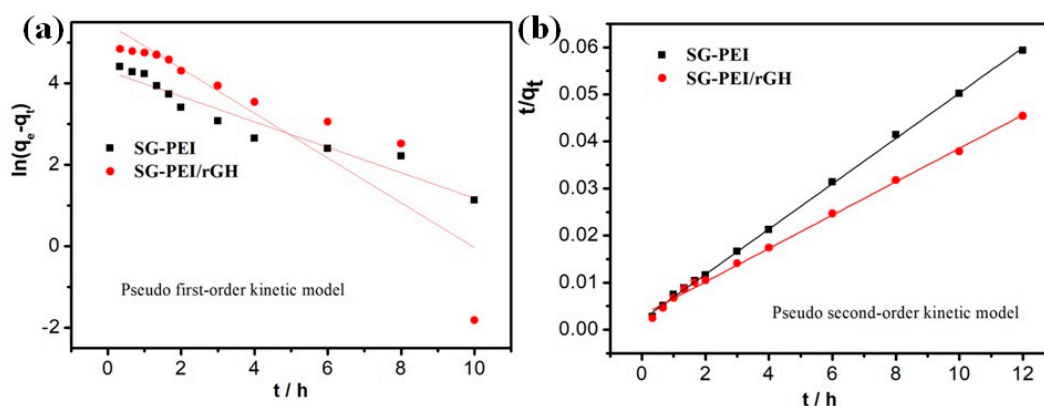 (a)
ln(qe-qt)
4
2
0
-2
SG-PEI
SG-PEI/rGH
Pseudo first-order kinetic model
0 2 4 6 8 10
t / h
(b)
t/qt
0.06
0.05
0.04
0.03
0.02
0.01
0.00
SG-PEI
SG-PEI/rGH
Pseudo second-order kinetic model
0 2 4 6 8 10 12
t / h